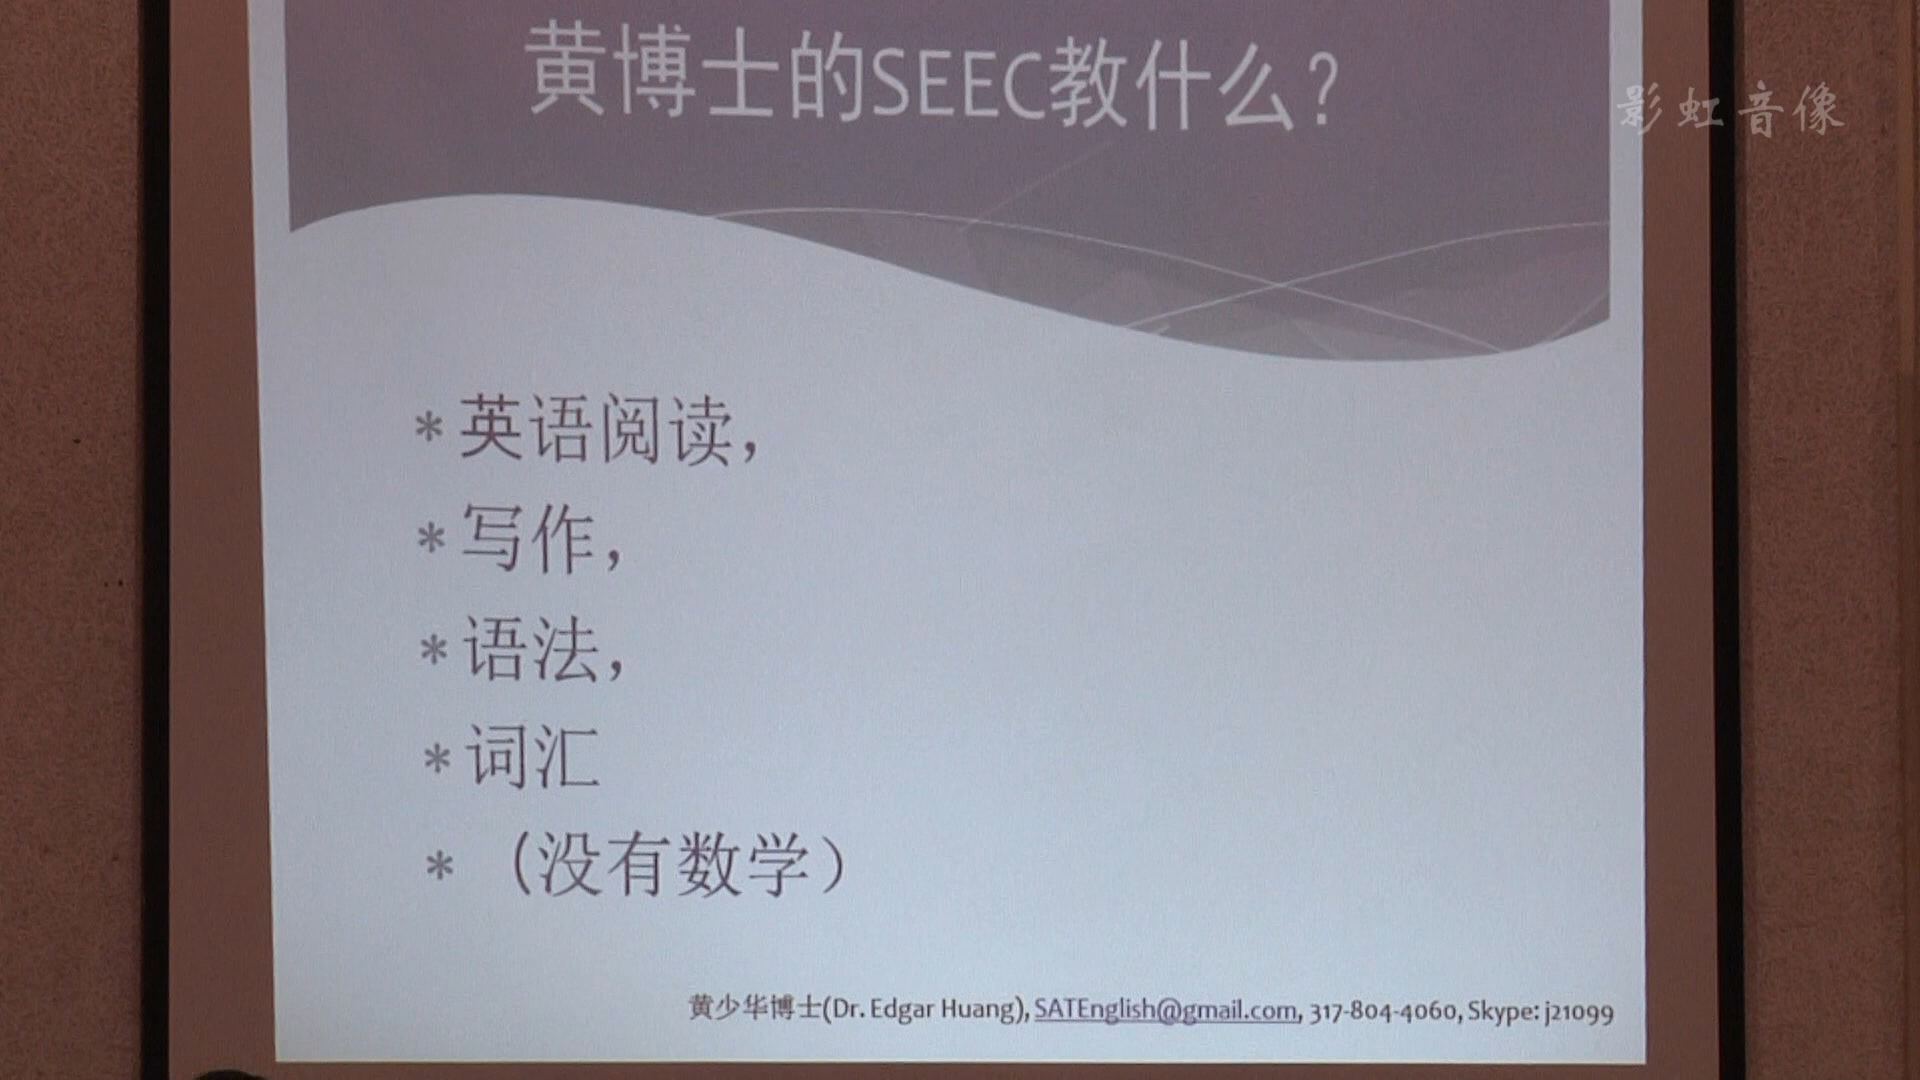 黄博士的SEEC教什么?
影虹音像
* 英语阅读，
* 写作，
* 语法，
* 词汇
* （没有数学）
黄少华博士(Dr. Edgar Huang), SATEnglish@gmail.com, 317-804-4060, Skype: j21099